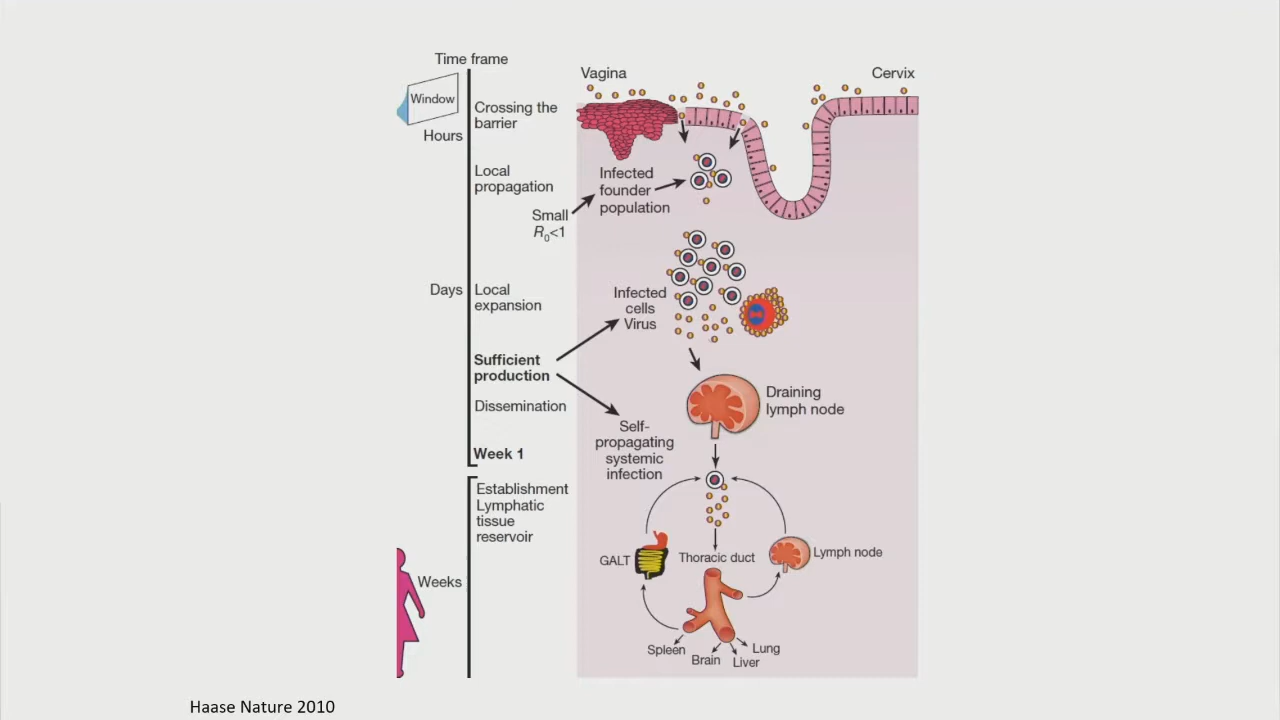 Time frame
Vagina
Cervix
Window
Crossing the
barrier
Hours
Local
propagation
Infected
founder
population
Small
R0<1
Days
Local
expansion
Infected
cells
Virus
Sufficient
production
Draining
lymph node
Dissemination
Self-
propagating
systemic
infection
Week 1
Establishment
Lymphatic
tissue
reservoir
GALT
Thoracic duct
Lymph node
Weeks
Spleen
Brain
Liver
Lung
Haase Nature 2010